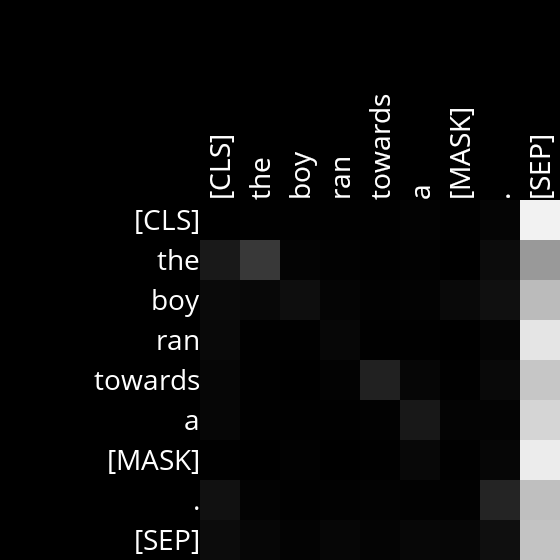 [CLS] the boy ran towards a [MASK] . [SEP]
[CLS]
the
boy
ran
towards
a
[MASK]
.
[SEP]